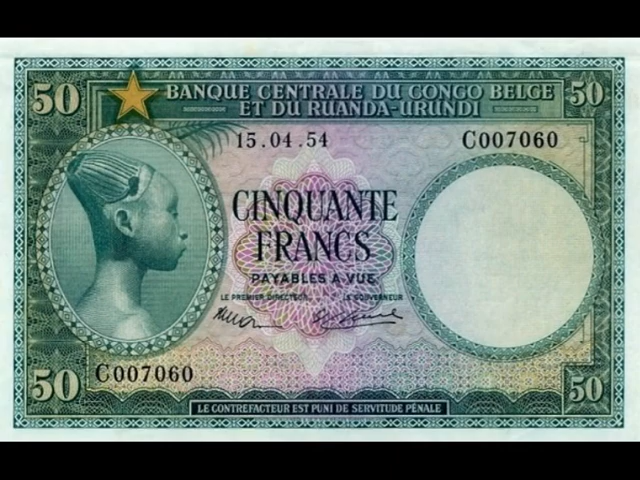 50
BANQUE CENTRALE DU CONGO BELGE
ET DU RUANDA-URUNDI
50
15.04.54
C007060
CINQUANTE
FRANCS
PAYABLES A VUE
LE PREMIER DIRECTEUR
LE GOUVERNEUR
C007060
50
50
LE CONTREFACTEUR EST PUNI DE SERVITUDE PÉNALE